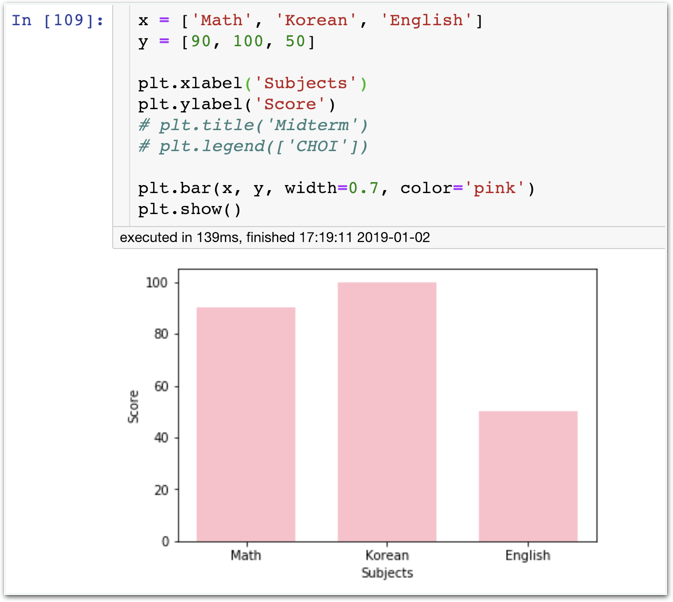 In [109]:
x = ['Math', 'Korean', 'English']
y = [90, 100, 50]
plt.xlabel('Subjects')
plt.ylabel('Score')
# plt.title('Midterm')
# plt.legend(['CHOI'])
plt.bar(x, y, width=0.7, color='pink')
plt.show()
executed in 139ms, finished 17:19:11 2019-01-02
100
80
60
40
20
0
Score
Math Korean English
Subjects